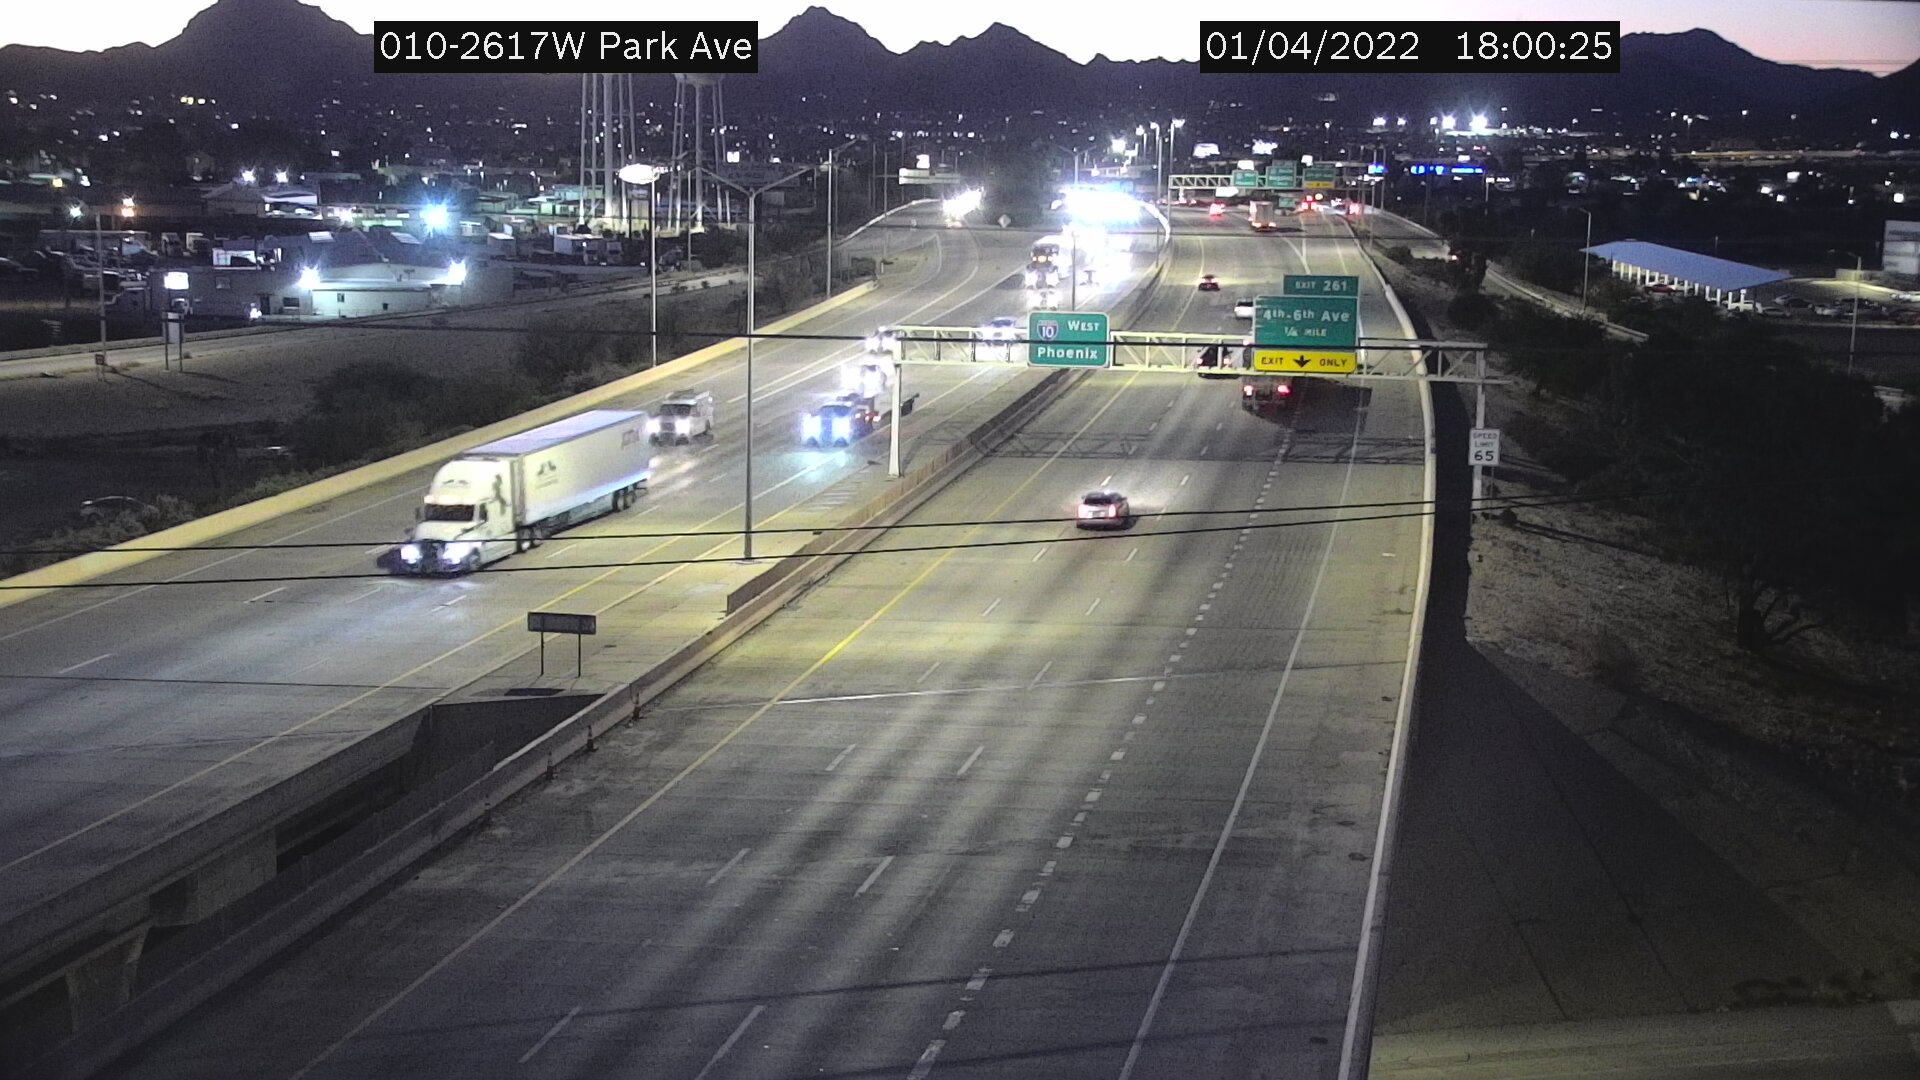 010-2617W Park Ave
01/04/2022 18:00:25
EXIT 261
4th-6th Ave
1/4 MILE
EXIT ONLY
10 WEST
Phoenix
SPEED
LIMIT
65